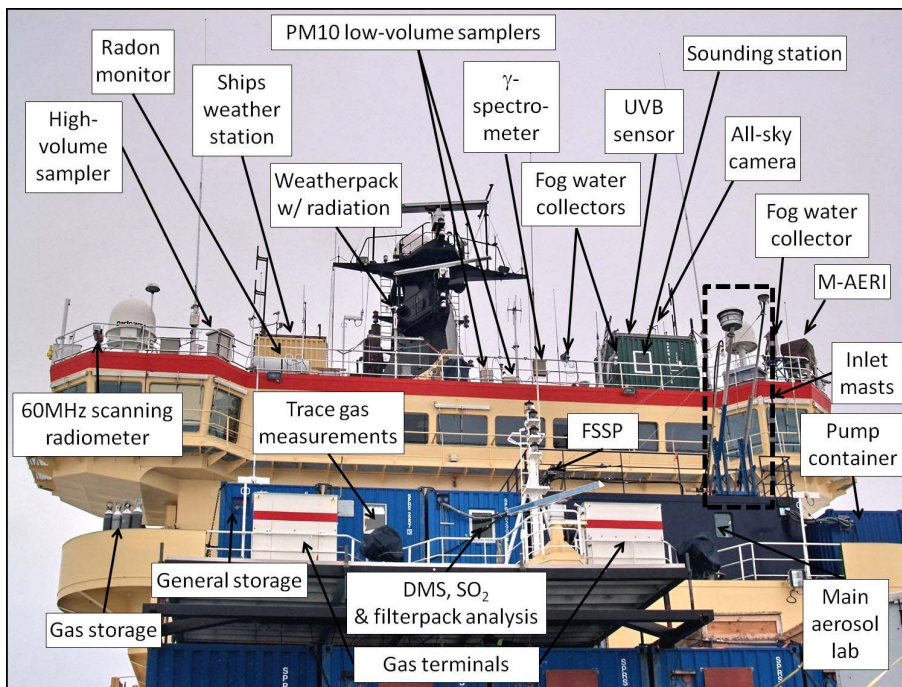 Radon
monitor
PM10 low-volume samplers
Sounding station
Ships
weather
station
γ-
spectro-
meter
UVB
sensor
All-sky
camera
High-
volume
sampler
Weatherpack
w/ radiation
Fog water
collectors
Fog water
collector
M-AERI
Inlet
masts
60MHz scanning
radiometer
Trace gas
measurements
FSSP
Pump
container
General storage
DMS, SO₂
& filterpack analysis
Main
aerosol
lab
Gas storage
Gas terminals
SPRS
SPRS